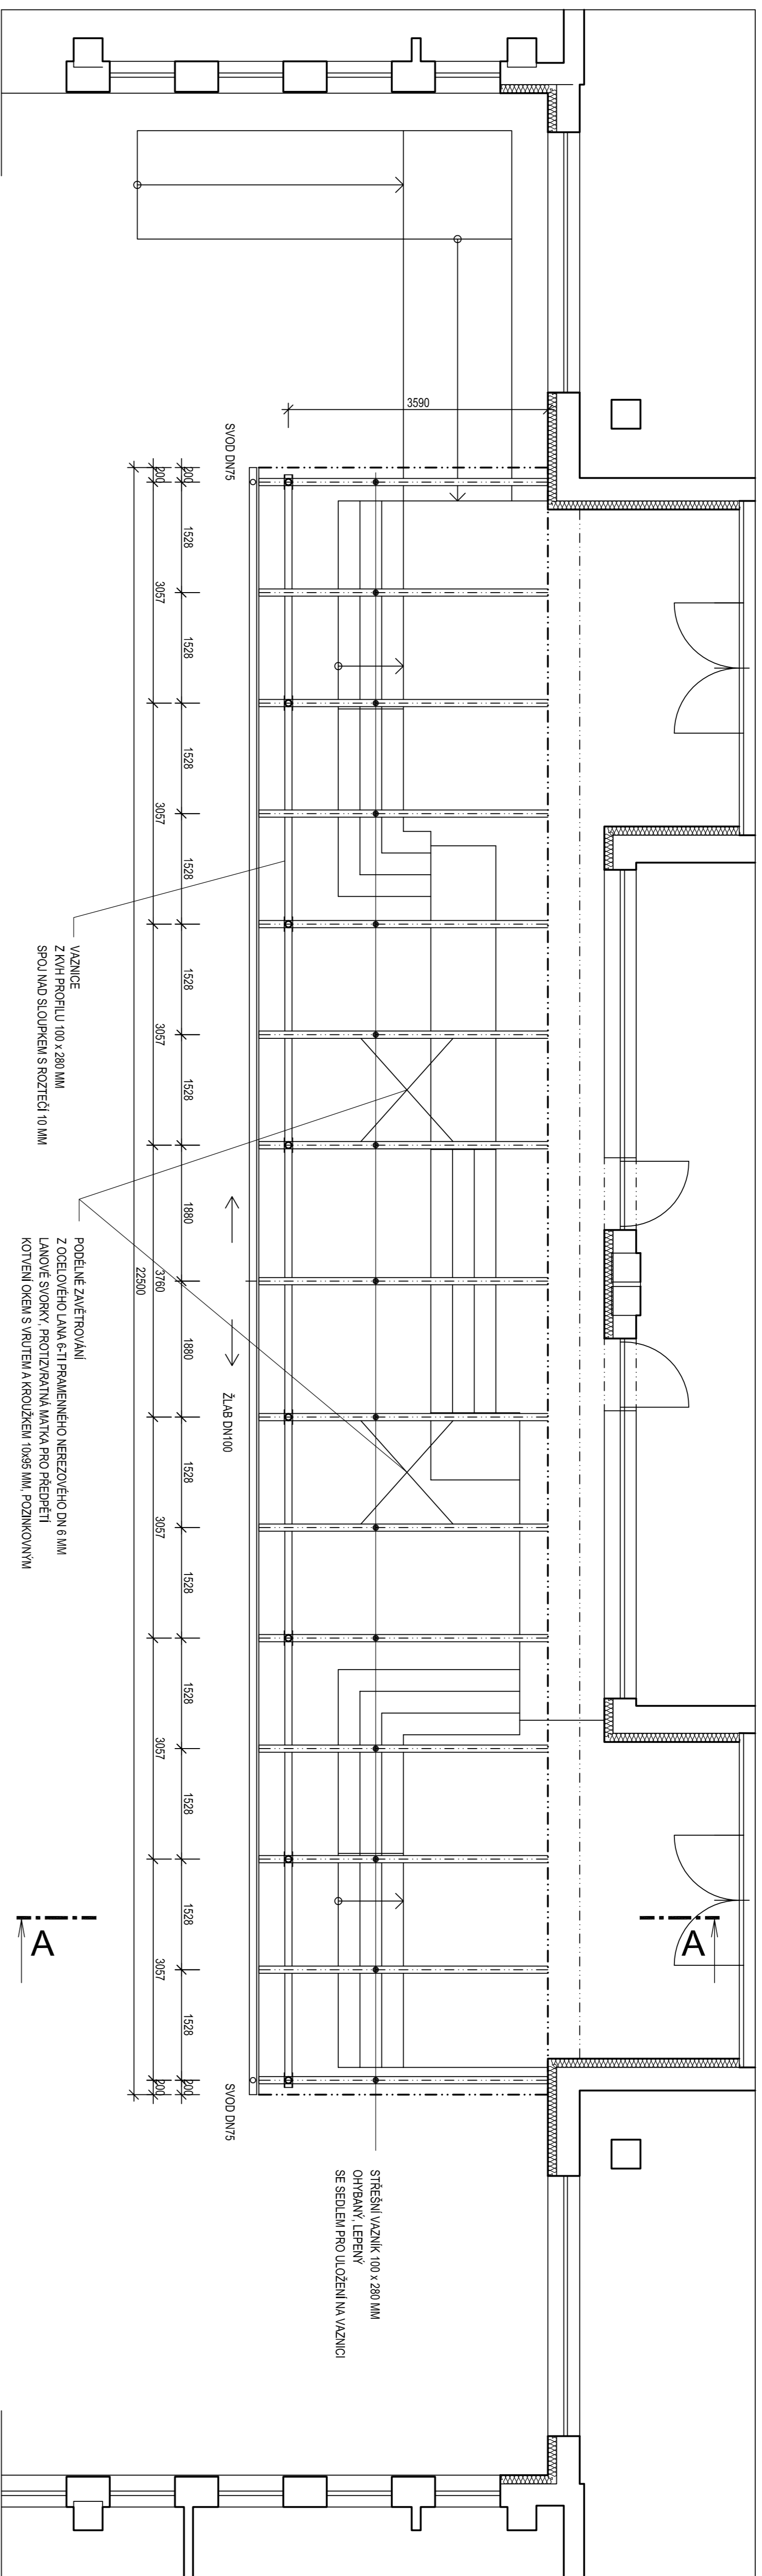 3590
SVOD DN75
ŽLAB DN100
SVOD DN75
200
1528
1528
1528
1528
1528
1528
1880
1880
1528
1528
1528
1528
1528
1528
200
200
3057
3057
3057
3760
3057
3057
3057
200
22500
VAZNICE
Z KVH PROFILU 100 x 280 MM
SPOJ NAD SLOUPKEM S ROZTEČÍ 10 MM
PODÉLNÉ ZAVĚTROVÁNÍ
Z OCELOVÉHO LANA 6-TI PRAMENNÉHO NEREZOVÉHO DN 6 MM
LANOVÉ SVORKY, PROTIZVRATNÁ MATKA PRO PŘEDPĚTÍ
KOTVENÍ OKEM S VRUTEM A KROUŽKEM 10x95 MM, POZINKOVNÝM
STŘEŠNÍ VAZNÍK 100 x 280 MM
OHYBANÝ, LEPENÝ
SE SEDLEM PRO ULOŽENÍ NA VAZNICI
A
A